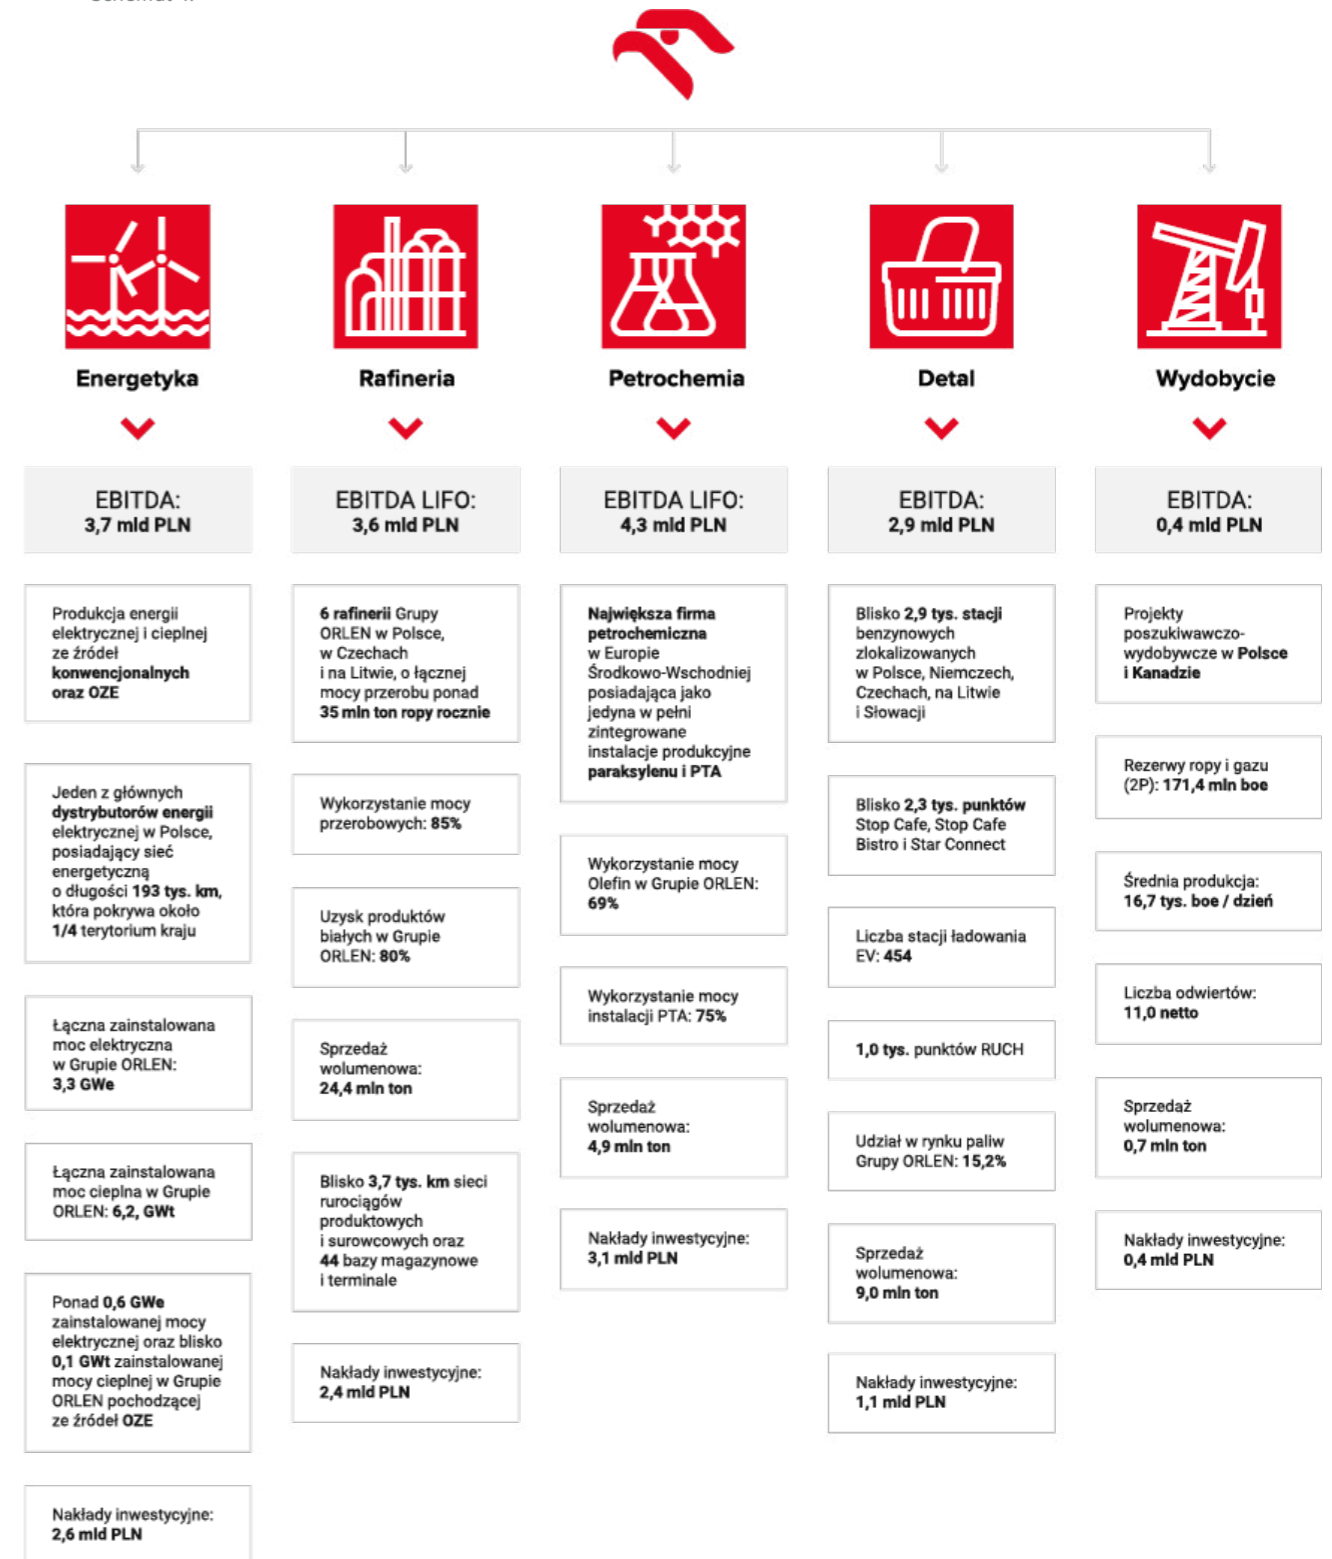 Schemat 4.
Energetyka
EBITDA:
3,7 mld PLN
Produkcja energii
elektrycznej i cieplnej
ze źródeł
konwencjonalnych
oraz OZE
Jeden z głównych
dystrybutorów energii
elektrycznej w Polsce,
posiadający sieć
energetyczną
o długości 193 tys. km,
która pokrywa około
1/4 terytorium kraju
Łączna zainstalowana
moc elektryczna
w Grupie ORLEN:
3,3 GWe
Łączna zainstalowana
moc cieplna w Grupie
ORLEN: 6,2, GWt
Ponad 0,6 GWe
zainstalowanej mocy
elektrycznej oraz blisko
0,1 GWt zainstalowanej
mocy cieplnej w Grupie
ORLEN pochodzącej
ze źródeł OZE
Nakłady inwestycyjne:
2,6 mld PLN
Rafineria
EBITDA LIFO:
3,6 mld PLN
6 rafinerii Grupy
ORLEN w Polsce,
w Czechach
i na Litwie, o łącznej
mocy przerobu ponad
35 mln ton ropy rocznie
Wykorzystanie mocy
przerobowych: 85%
Uzysk produktów
białych w Grupie
ORLEN: 80%
Sprzedaż
wolumenowa:
24,4 mln ton
Blisko 3,7 tys. km sieci
rurociągów
produktowych
i surowcowych oraz
44 bazy magazynowe
i terminale
Nakłady inwestycyjne:
2,4 mld PLN
Petrochemia
EBITDA LIFO:
4,3 mld PLN
Największa firma
petrochemiczna
w Europie
Środkowo-Wschodniej
posiadająca jako
jedyna w pełni
zintegrowane
instalacje produkcyjne
paraksylenu i PTA
Wykorzystanie mocy
Olefin w Grupie ORLEN:
69%
Wykorzystanie mocy
instalacji PTA: 75%
Sprzedaż
wolumenowa:
4,9 mln ton
Nakłady inwestycyjne:
3,1 mld PLN
Detal
EBITDA:
2,9 mld PLN
Blisko 2,9 tys. stacji
benzynowych
zlokalizowanych
w Polsce, Niemczech,
Czechach, na Litwie
i Słowacji
Blisko 2,3 tys. punktów
Stop Cafe, Stop Cafe
Bistro i Star Connect
Liczba stacji ładowania
EV: 454
1,0 tys. punktów RUCH
Udział w rynku paliw
Grupy ORLEN: 15,2%
Sprzedaż
wolumenowa:
9,0 mln ton
Nakłady inwestycyjne:
1,1 mld PLN
Wydobycie
EBITDA:
0,4 mld PLN
Projekty
poszukiwawczo-
wydobywcze w Polsce
i Kanadzie
Rezerwy ropy i gazu
(2P): 171,4 mln boe
Średnia produkcja:
16,7 tys. boe / dzień
Liczba odwiertów:
11,0 netto
Sprzedaż
wolumenowa:
0,7 mln ton
Nakłady inwestycyjne:
0,4 mld PLN